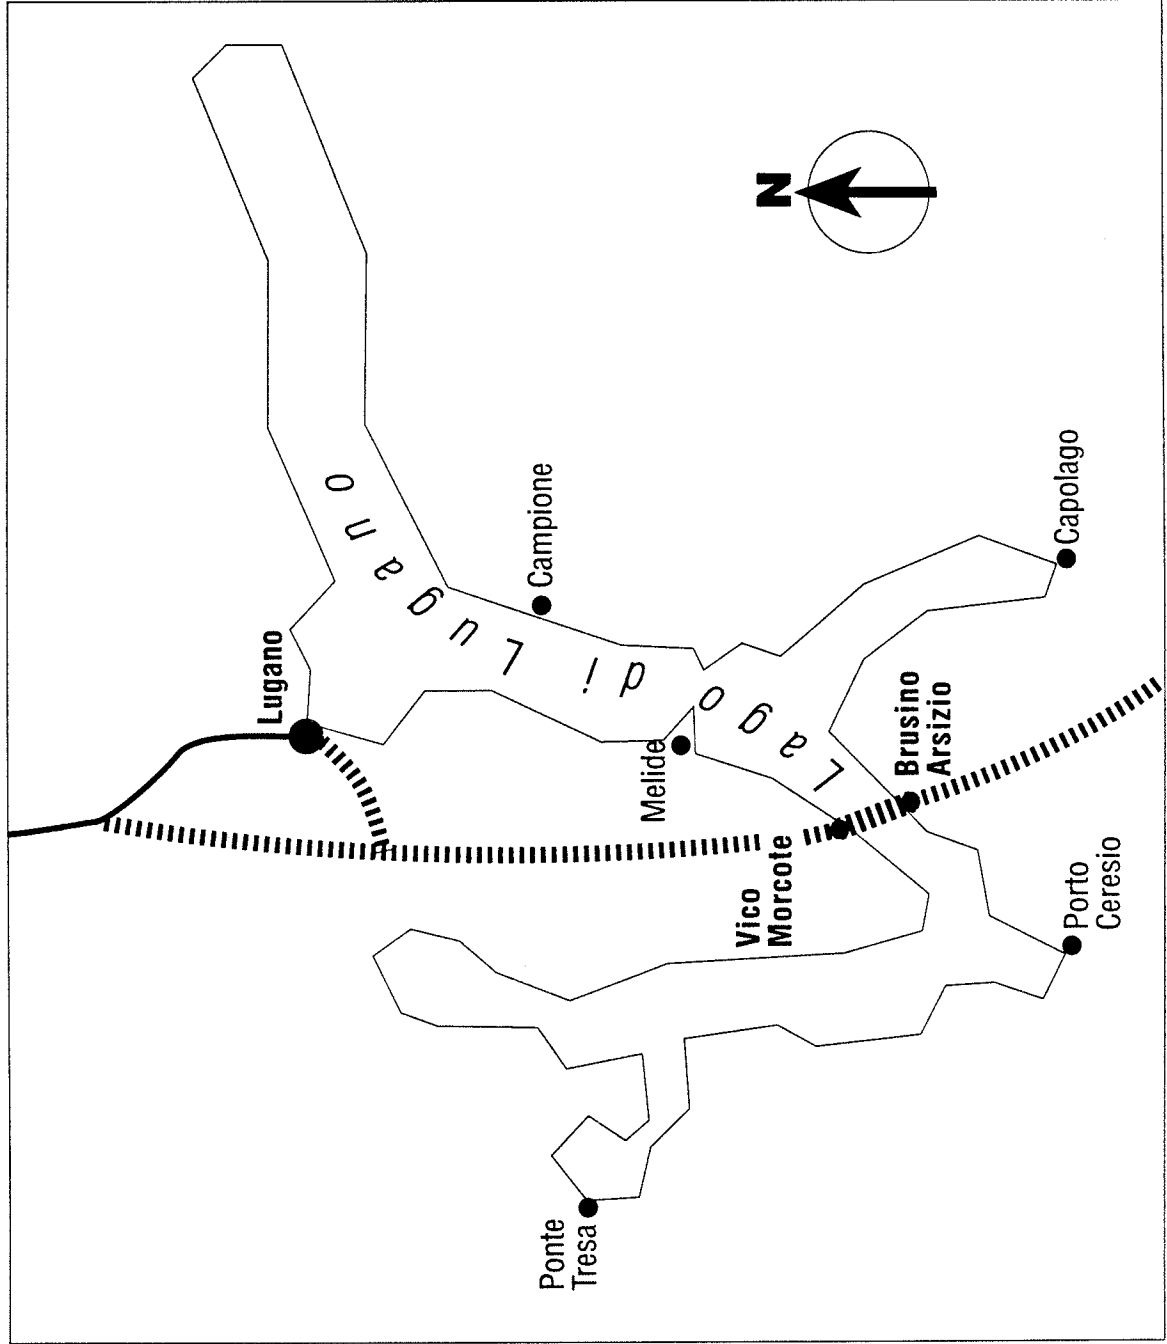 N
Lugano
Lago di Lugano
Campione
Melide
Capolago
Vico
Morcote
Brusino
Arsizio
Porto
Ceresio
Ponte
Tresa